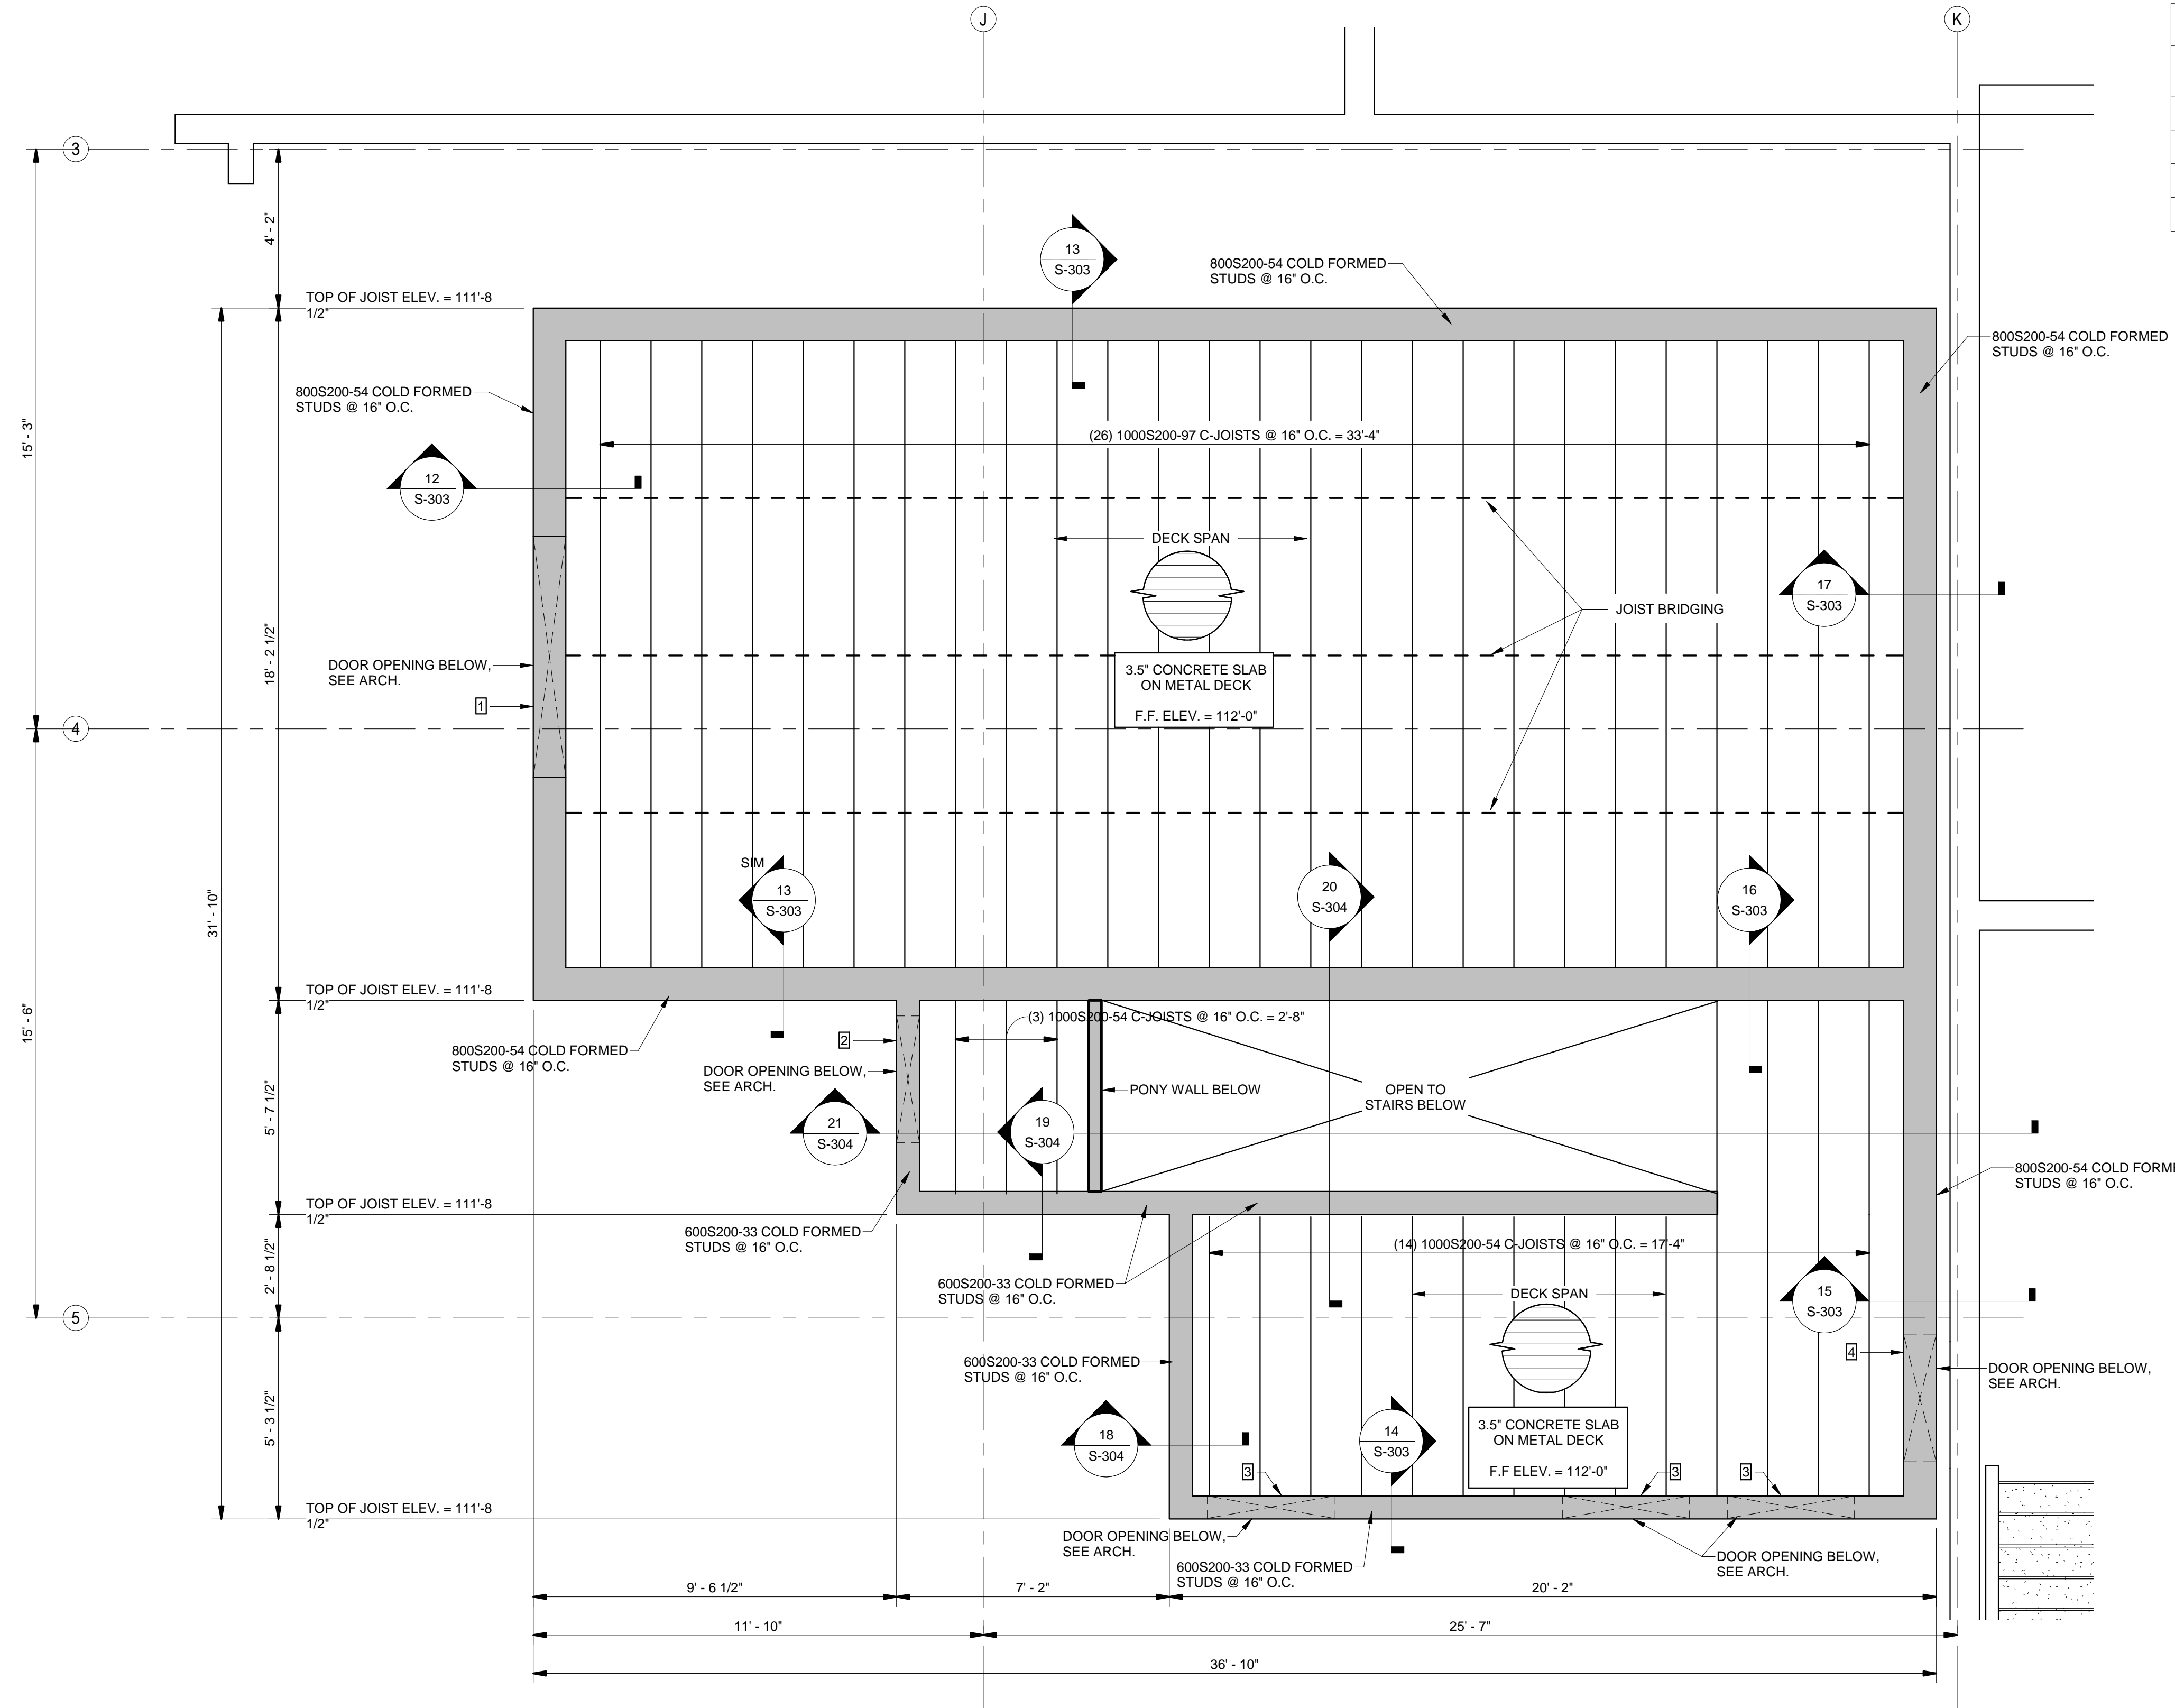 J
K
3
4' - 2"
13
S-303
800S200-54 COLD FORMED
STUDS @ 16" O.C.
TOP OF JOIST ELEV. = 111'-8
1/2"
800S200-54 COLD FORMED
STUDS @ 16" O.C.
800S200-54 COLD FORMED
STUDS @ 16" O.C.
15' - 3"
(26) 1000S200-97 C-JOISTS @ 16" O.C. = 33'-4"
12
S-303
DECK SPAN
17
S-303
JOIST BRIDGING
18' - 2 1/2"
DOOR OPENING BELOW,
SEE ARCH.
3.5" CONCRETE SLAB
ON METAL DECK
F.F. ELEV. = 112'-0"
1
4
31' - 10"
SIM
13
S-303
20
S-304
16
S-303
TOP OF JOIST ELEV. = 111'-8
1/2"
15' - 6"
(3) 1000S200-54 C-JOISTS @ 16" O.C. = 2'-8"
2
800S200-54 COLD FORMED
STUDS @ 16" O.C.
DOOR OPENING BELOW,
SEE ARCH.
PONY WALL BELOW
OPEN TO
STAIRS BELOW
5' - 7 1/2"
21
S-304
19
S-304
800S200-54 COLD FORM
STUDS @ 16" O.C.
TOP OF JOIST ELEV. = 111'-8
1/2"
600S200-33 COLD FORMED
STUDS @ 16" O.C.
(14) 1000S200-54 C-JOISTS @ 16" O.C. = 17'-4"
2' - 8 1/2"
600S200-33 COLD FORMED
STUDS @ 16" O.C.
DECK SPAN
15
S-303
5
600S200-33 COLD FORMED
STUDS @ 16" O.C.
4
DOOR OPENING BELOW,
SEE ARCH.
5' - 3 1/2"
18
S-304
14
S-303
3.5" CONCRETE SLAB
ON METAL DECK
F.F ELEV. = 112'-0"
3
3
3
TOP OF JOIST ELEV. = 111'-8
1/2"
DOOR OPENING BELOW,
SEE ARCH.
600S200-33 COLD FORMED
STUDS @ 16" O.C.
DOOR OPENING BELOW,
SEE ARCH.
9' - 6 1/2"
7' - 2"
20' - 2"
11' - 10"
25' - 7"
36' - 10"